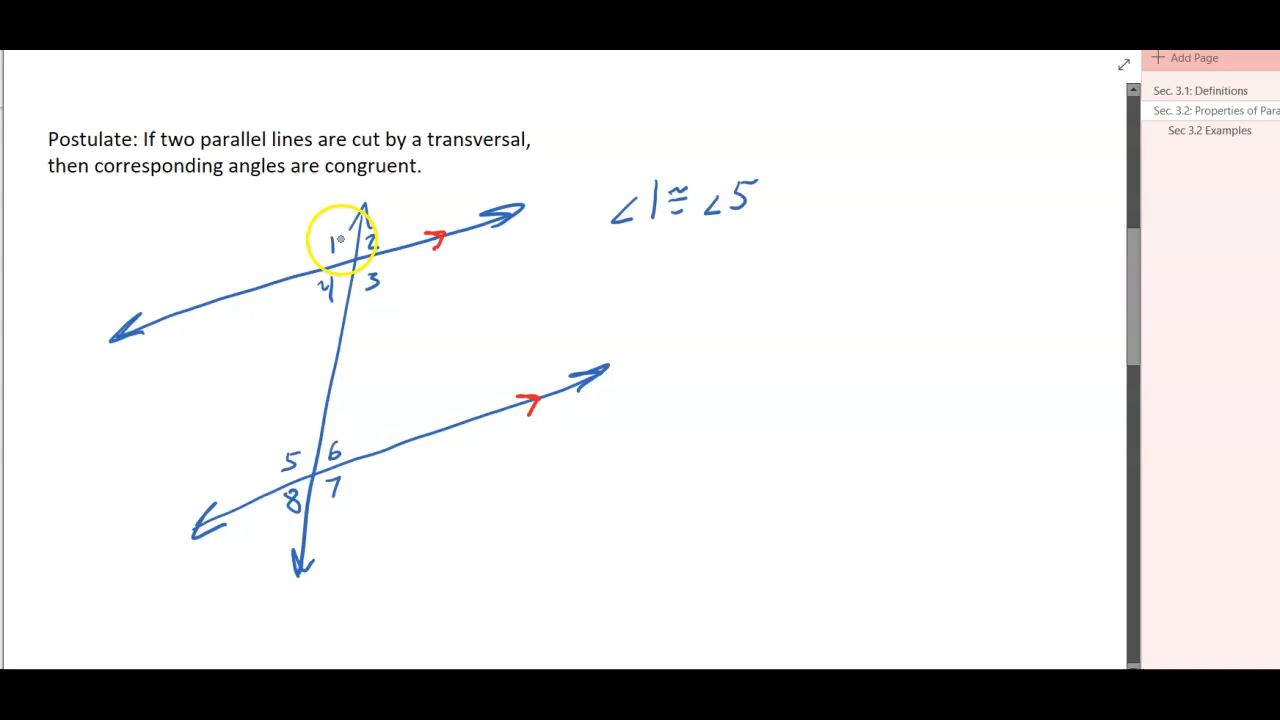 Add Page
Sec. 3.1: Definitions
Sec. 3.2: Properties of Para
Sec 3.2 Examples
Postulate: If two parallel lines are cut by a transversal,
then corresponding angles are congruent.
∠1 ≅ ∠5
1 2
4 3
5 6
8 7